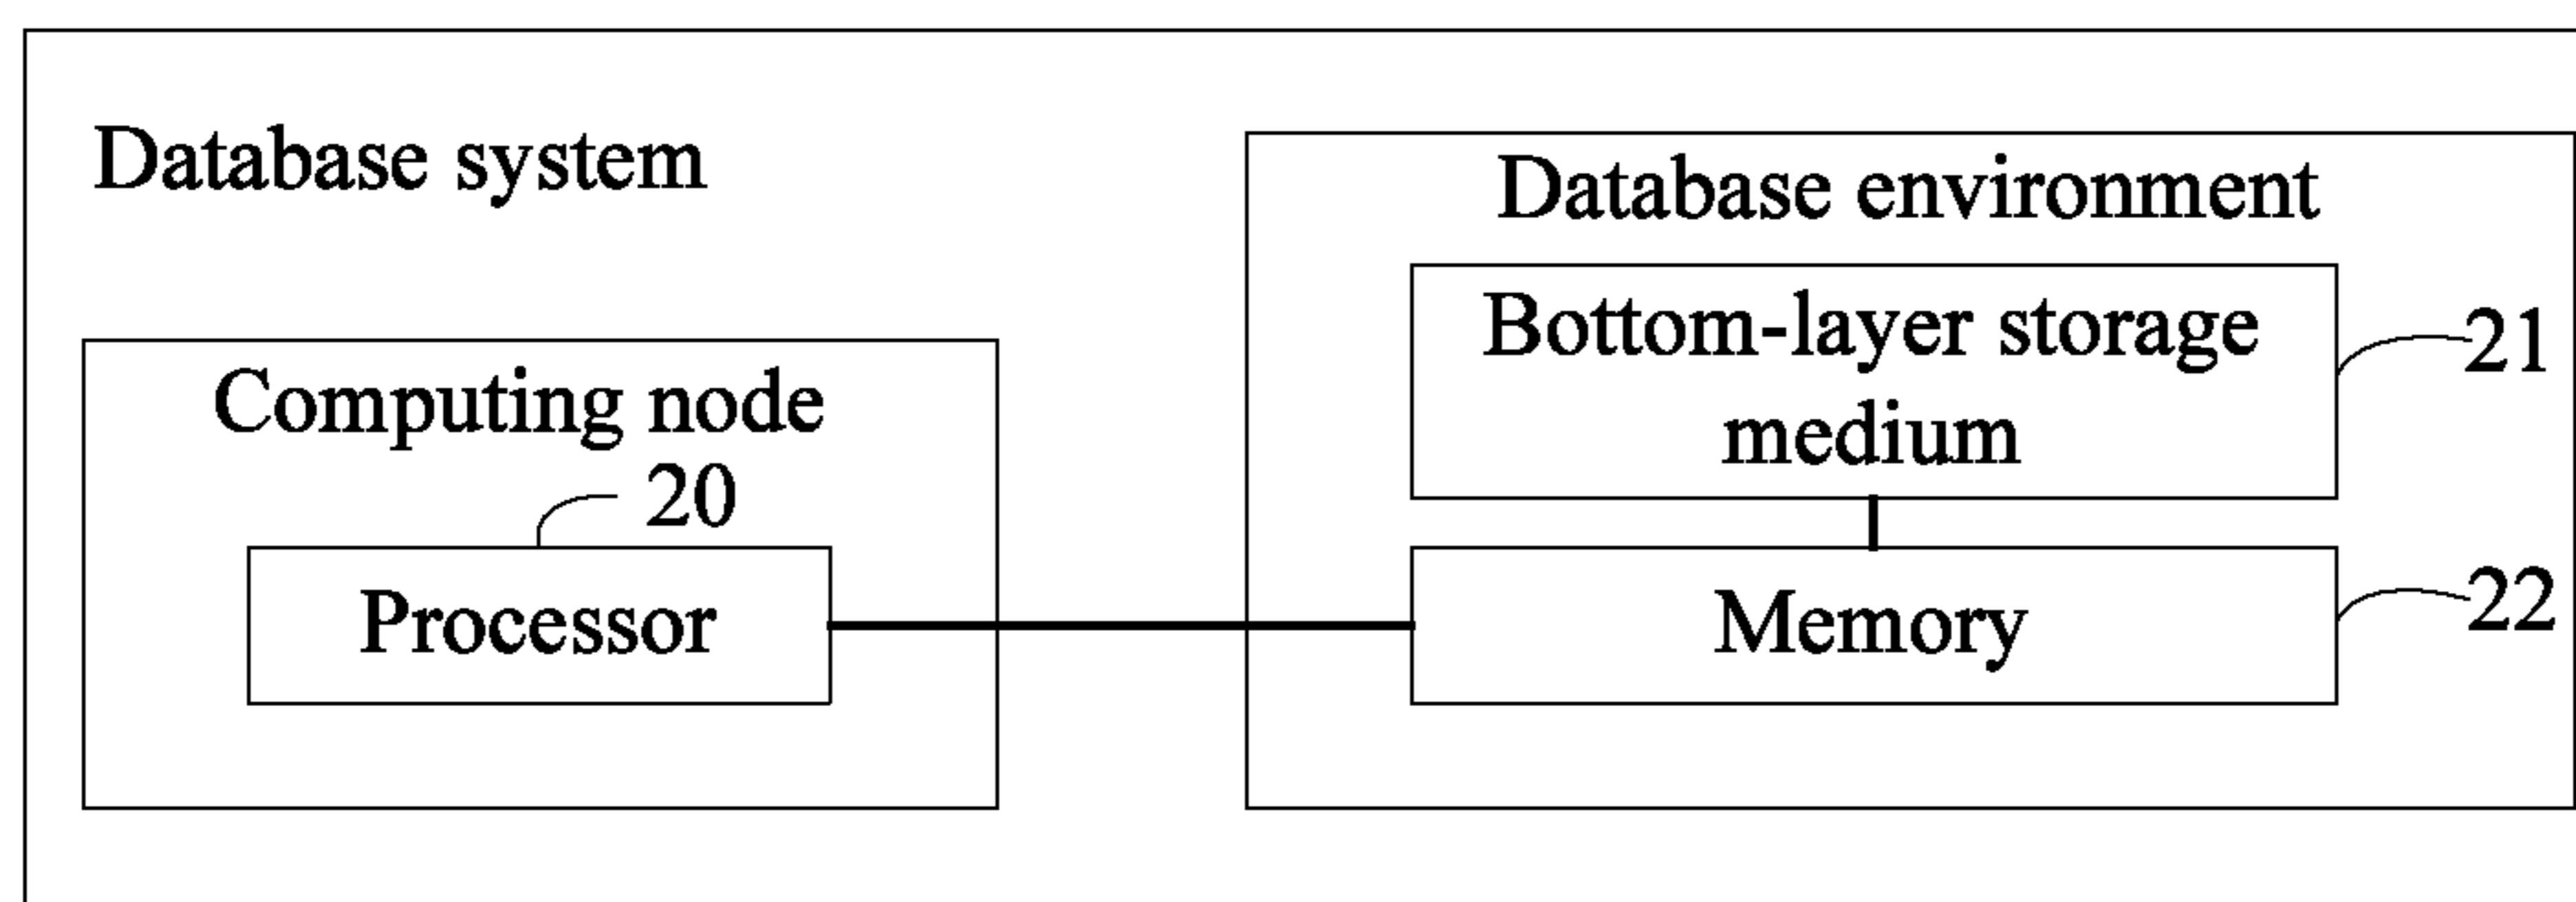 Database system
Database environment
Bottom-layer storage
medium
21
Computing node
20
Processor
Memory
22